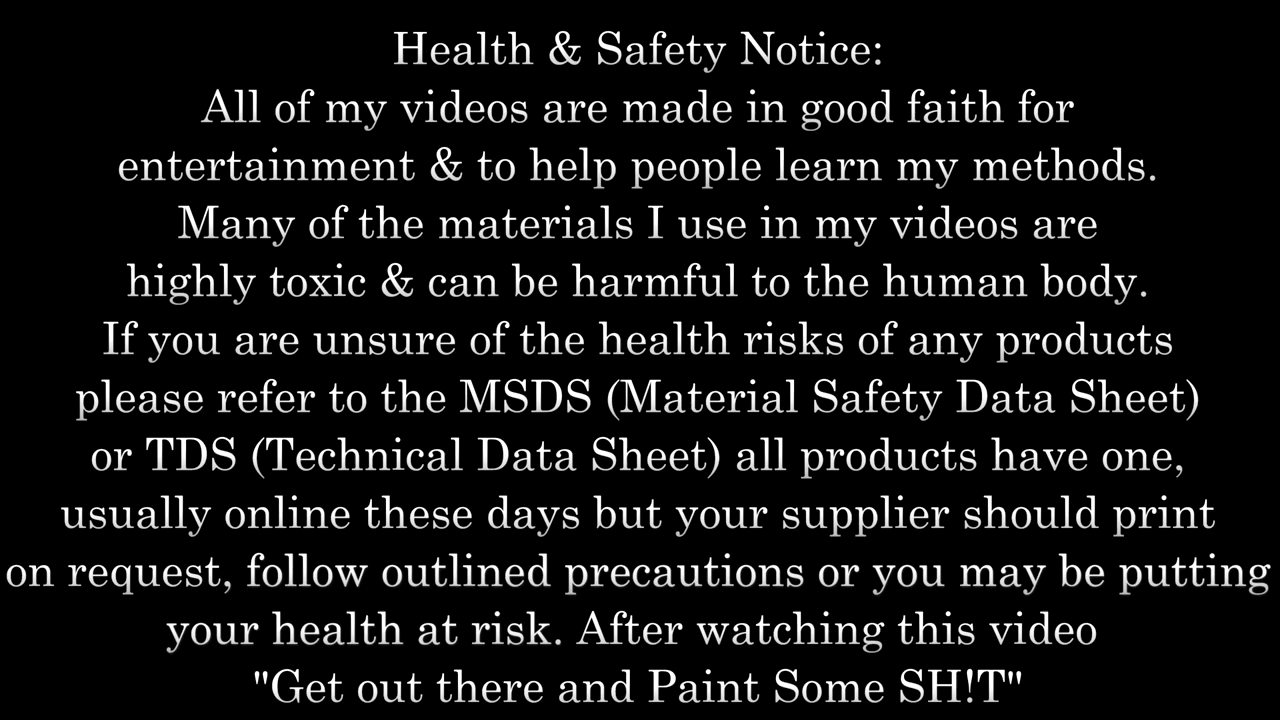 Health & Safety Notice:
All of my videos are made in good faith for
entertainment & to help people learn my methods.
Many of the materials I use in my videos are
highly toxic & can be harmful to the human body.
If you are unsure of the health risks of any products
please refer to the MSDS (Material Safety Data Sheet)
or TDS (Technical Data Sheet) all products have one,
usually online these days but your supplier should print
on request, follow outlined precautions or you may be putting
your health at risk. After watching this video
"Get out there and Paint Some SH!T"